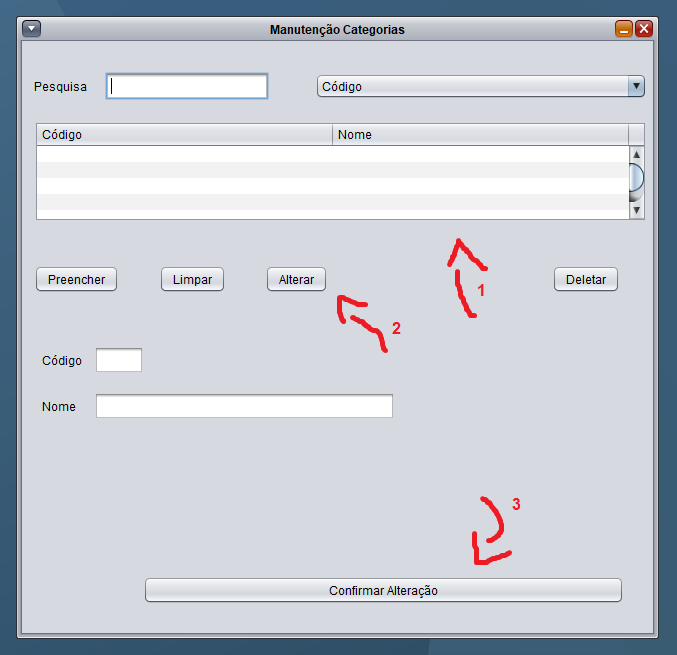 Manutenção Categorias
Pesquisa
Código
Código Nome
1
Preencher Limpar Alterar Deletar
2
Código
Nome
3
Confirmar Alteração